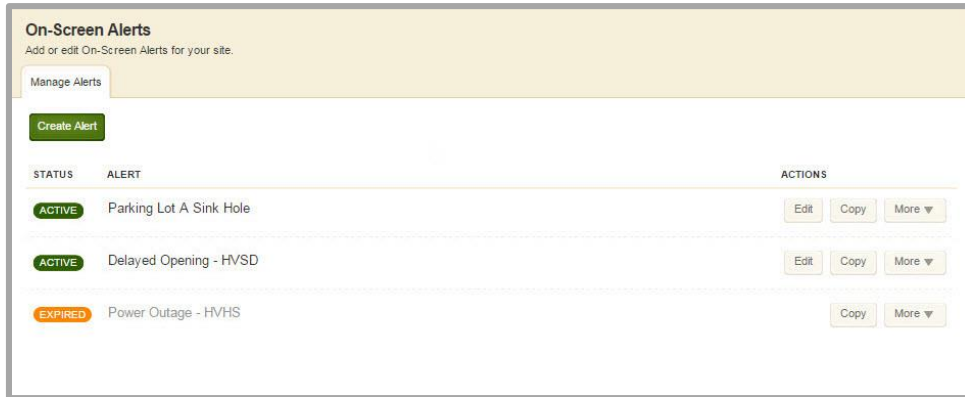 On-Screen Alerts
Add or edit On-Screen Alerts for your site.
Manage Alerts
Create Alert
STATUS ALERT ACTIONS
ACTIVE Parking Lot A Sink Hole Edit Copy More ▼
ACTIVE Delayed Opening - HVSD Edit Copy More ▼
EXPIRED Power Outage - HVHS Copy More ▼